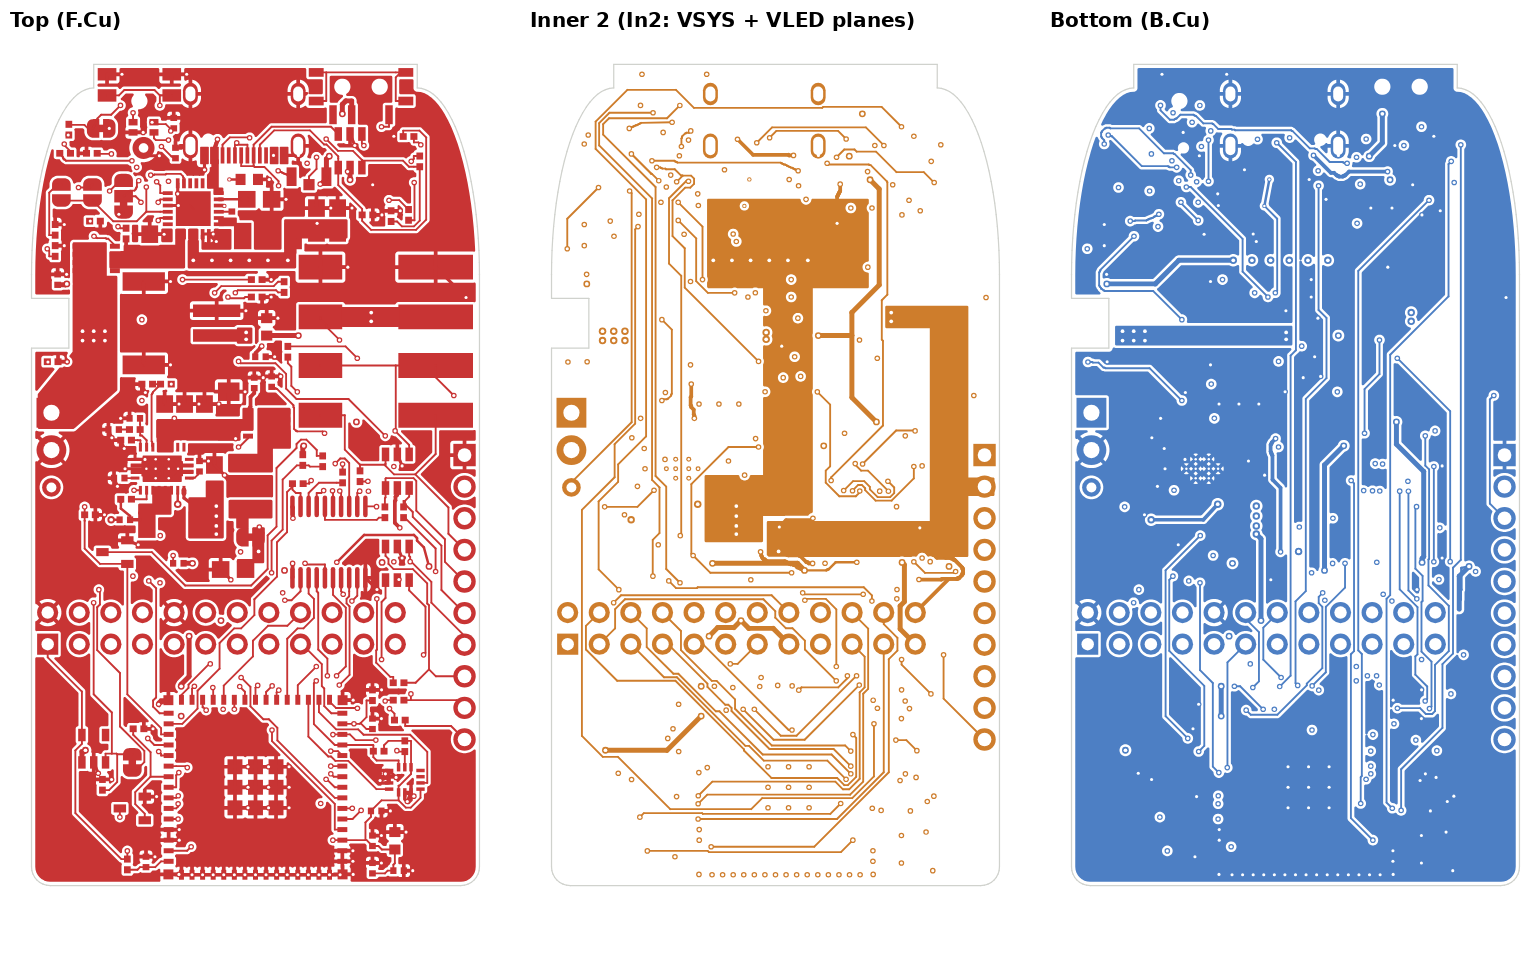 Top (F.Cu)
Inner 2 (In2: VSYS + VLED planes)
Bottom (B.Cu)